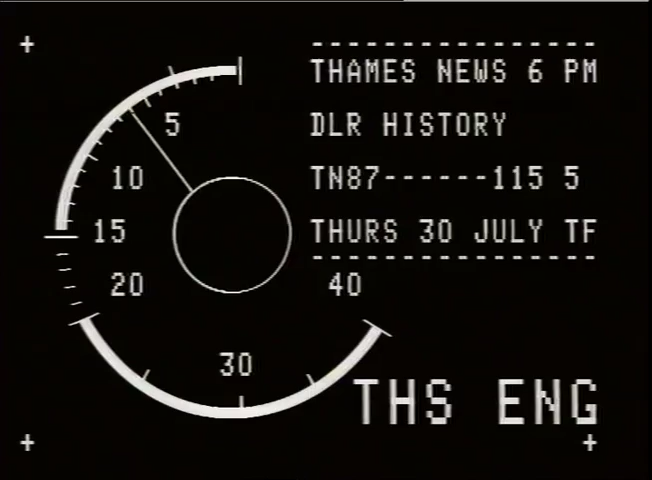 THAMES NEWS 6 PM
DLR HISTORY
TN87------115 5
THURS 30 JULY TF
5
10
15
20
30
40
THS ENG